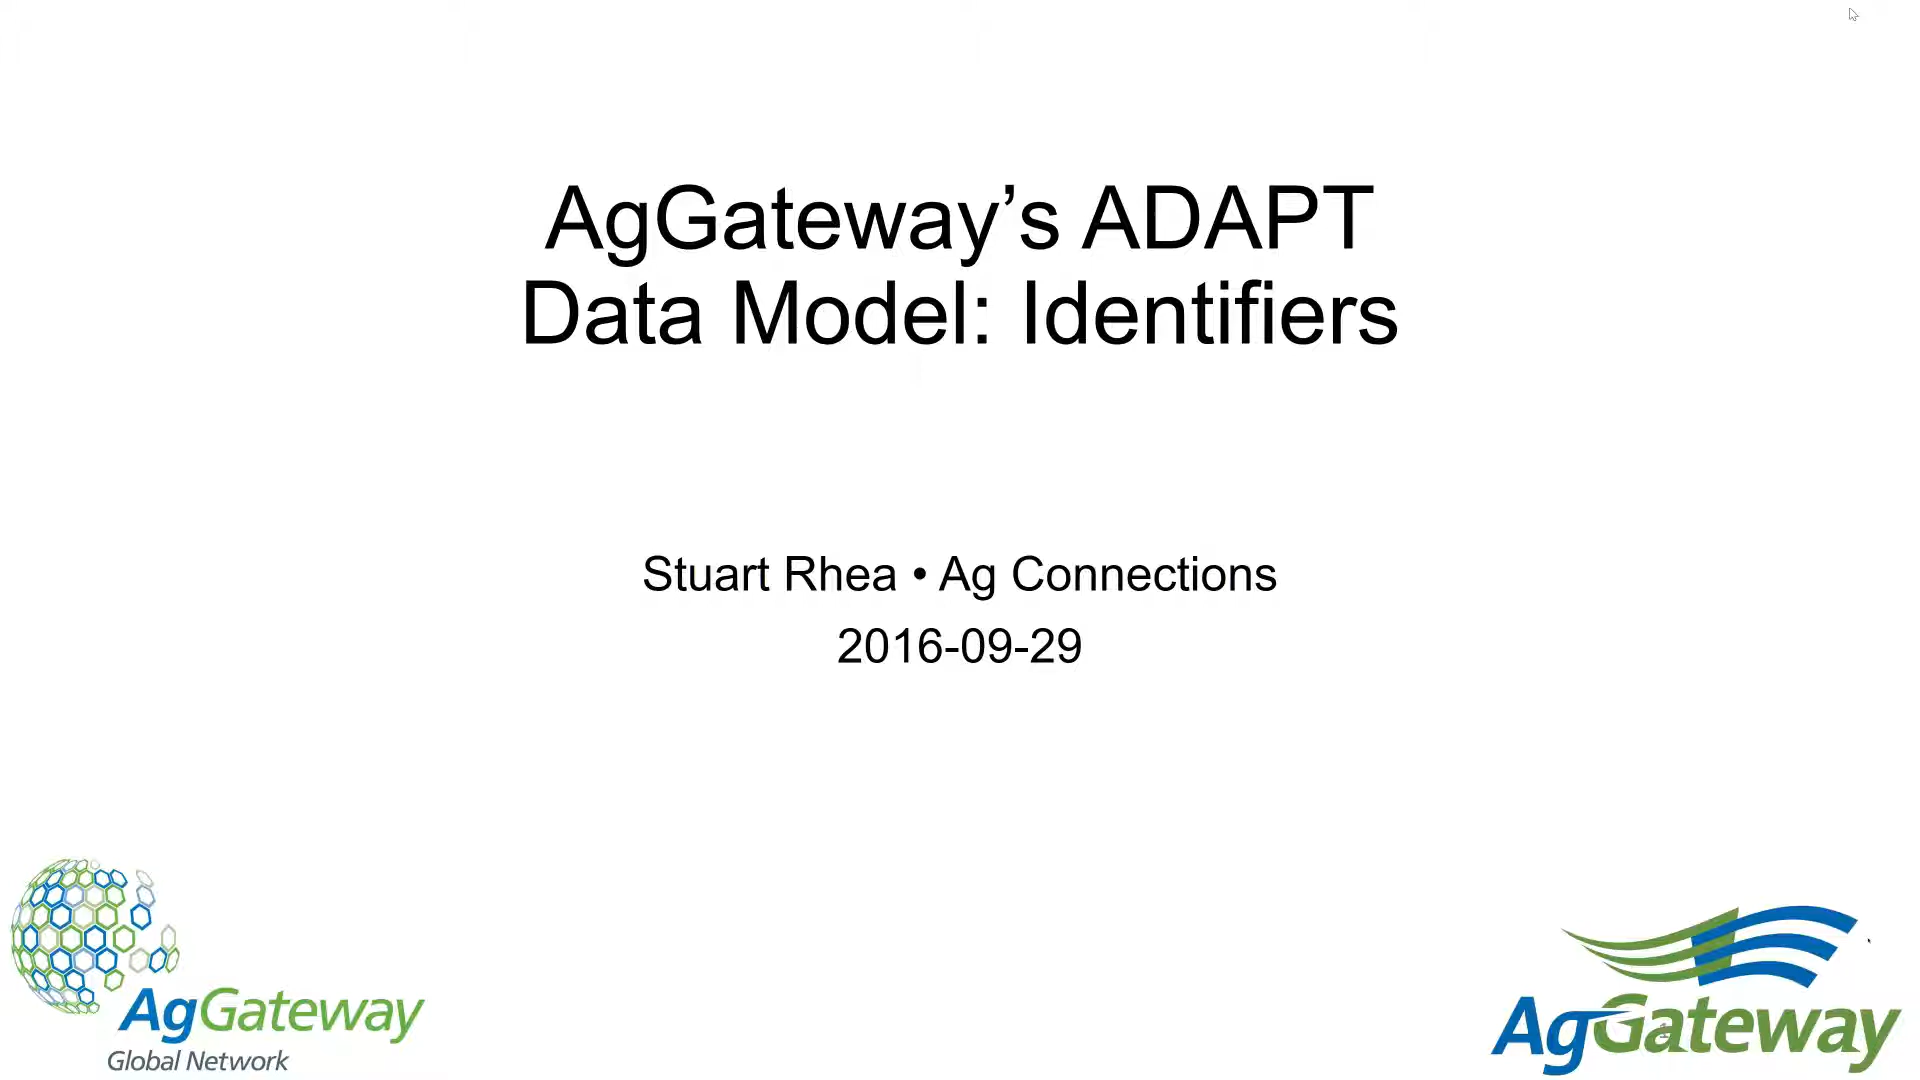 AgGateway’s ADAPT
Data Model: Identifiers
Stuart Rhea • Ag Connections
2016-09-29
AgGateway
Global Network
AgGateway